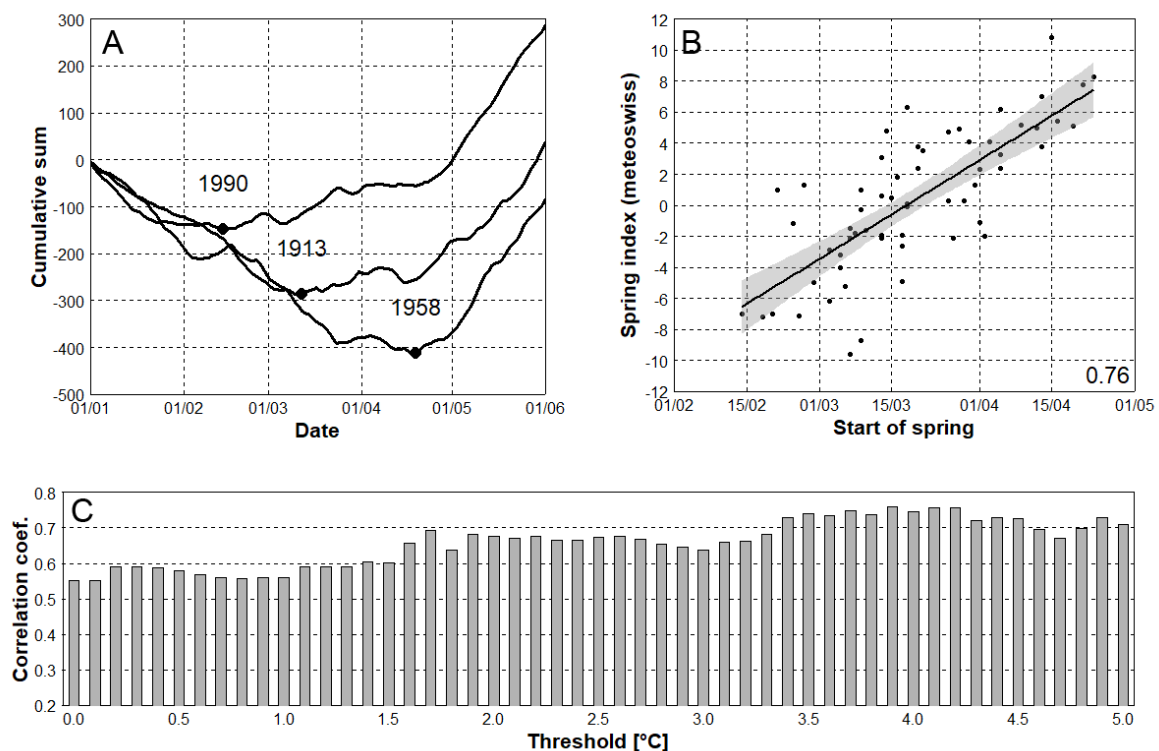 A
300
200
100
0
-100
-200
-300
-400
-500
Cumulative sum
1990
1913
1958
01/01 01/02 01/03 01/04 01/05 01/06
Date
B
12
10
8
6
4
2
0
-2
-4
-6
-8
-10
-12
Spring index (meteoswiss)
0.76
01/02 15/02 01/03 15/03 01/04 15/04 01/05
Start of spring
C
0.8
0.7
0.6
0.5
0.4
0.3
0.2
Correlation coef.
0.0 0.5 1.0 1.5 2.0 2.5 3.0 3.5 4.0 4.5 5.0
Threshold [°C]